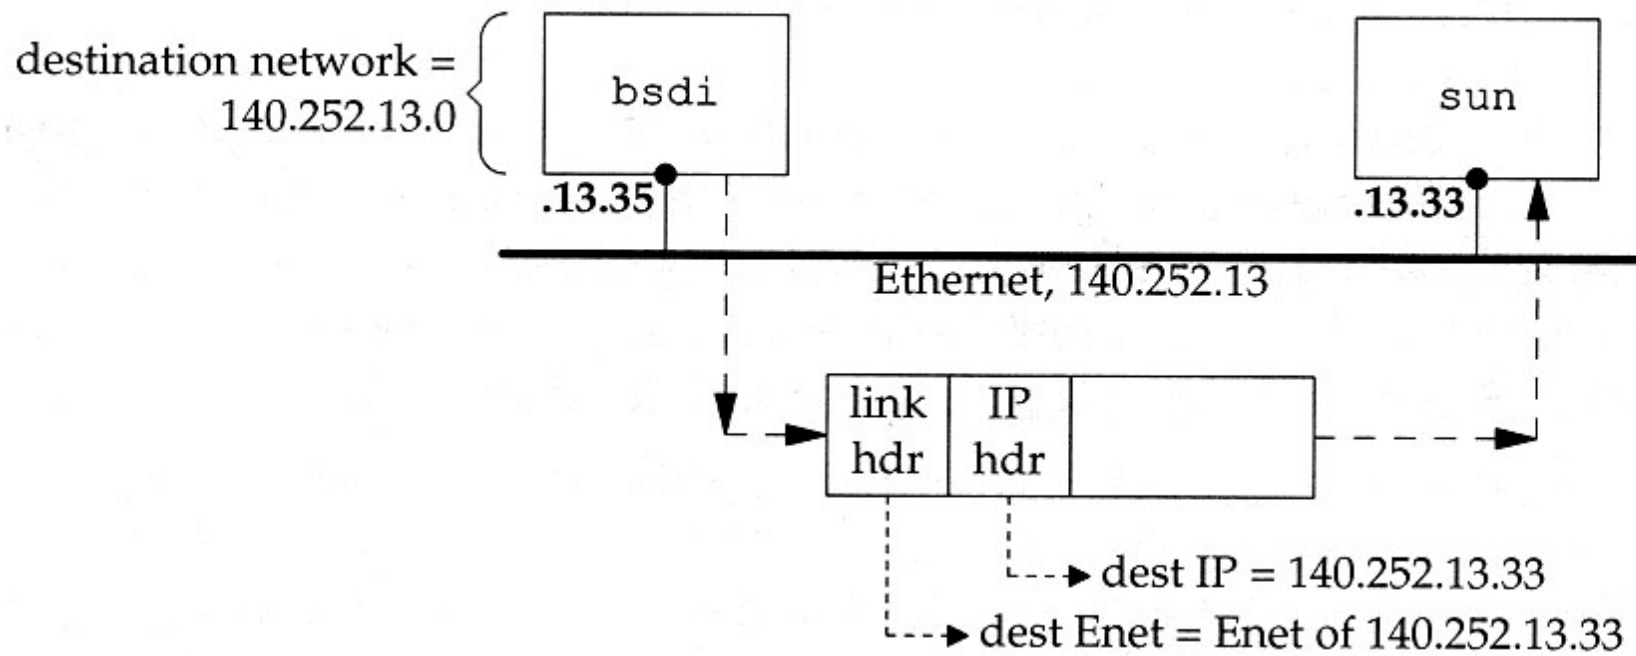 destination network =
140.252.13.0
bsdi
sun
.13.35
.13.33
Ethernet, 140.252.13
link
hdr
IP
hdr
dest IP = 140.252.13.33
dest Enet = Enet of 140.252.13.33